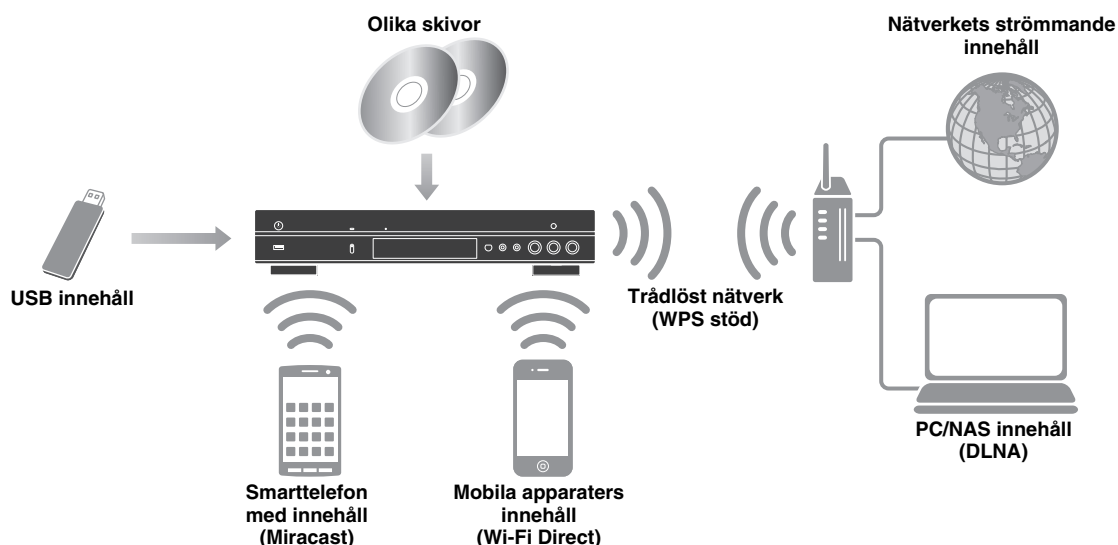 Olika skivor
Nätverkets strömmande
innehåll
USB innehåll
Trådlöst nätverk
(WPS stöd)
PC/NAS innehåll
(DLNA)
Smarttelefon
med innehåll
(Miracast)
Mobila apparaters
innehåll
(Wi-Fi Direct)